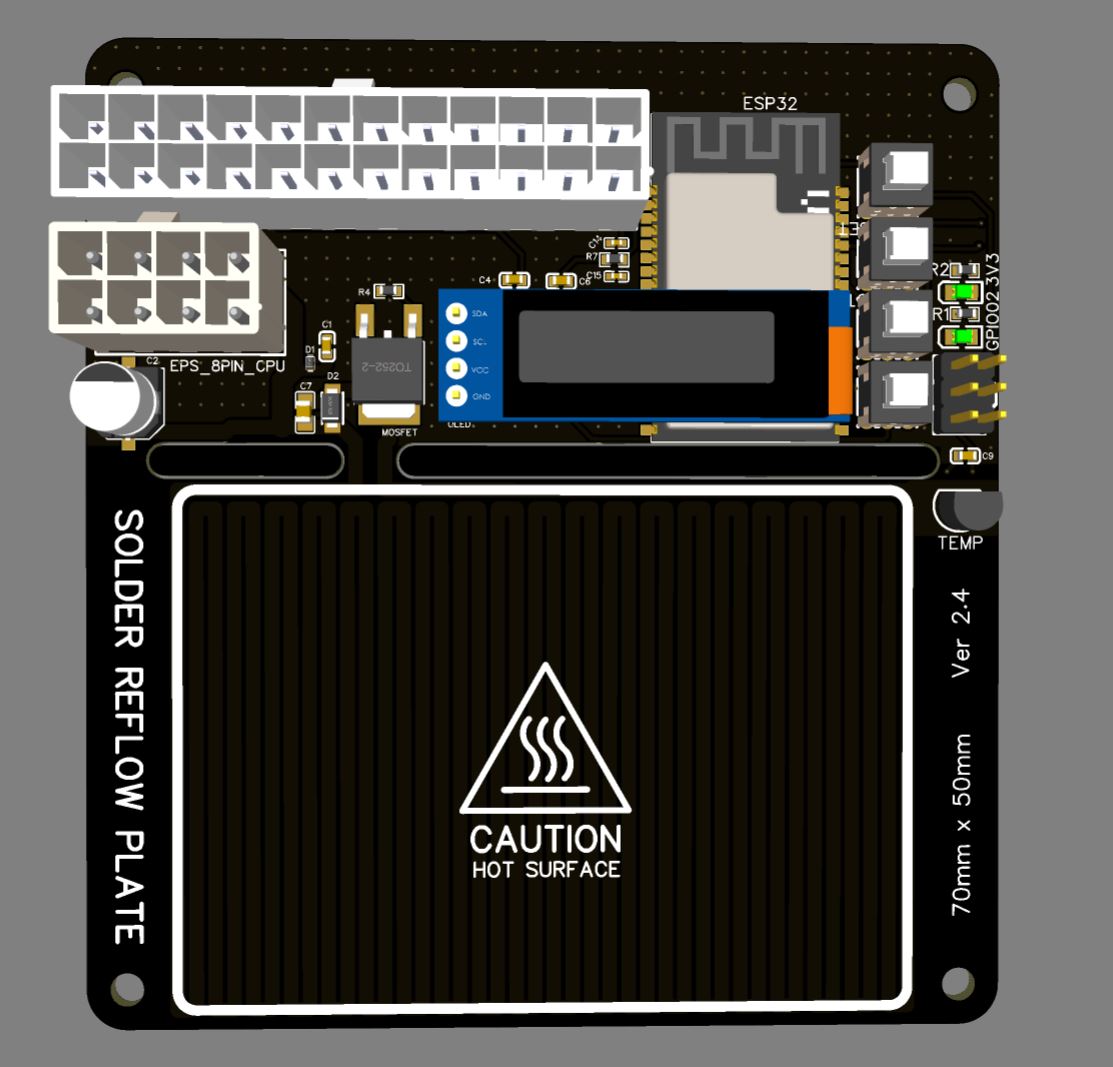 ESP32
C14
R7
C15
C4
C6
R2
R1
GPIO02 3V3
R4
SDA
VCC
GND
TO252-2
C1
D1
EPS_8PIN_CPU
C2
D2
C7
MOSFET
OLED
C9
TEMP
SOLDER REFLOW PLATE
Ver 2.4
70mm x 50mm
CAUTION
HOT SURFACE